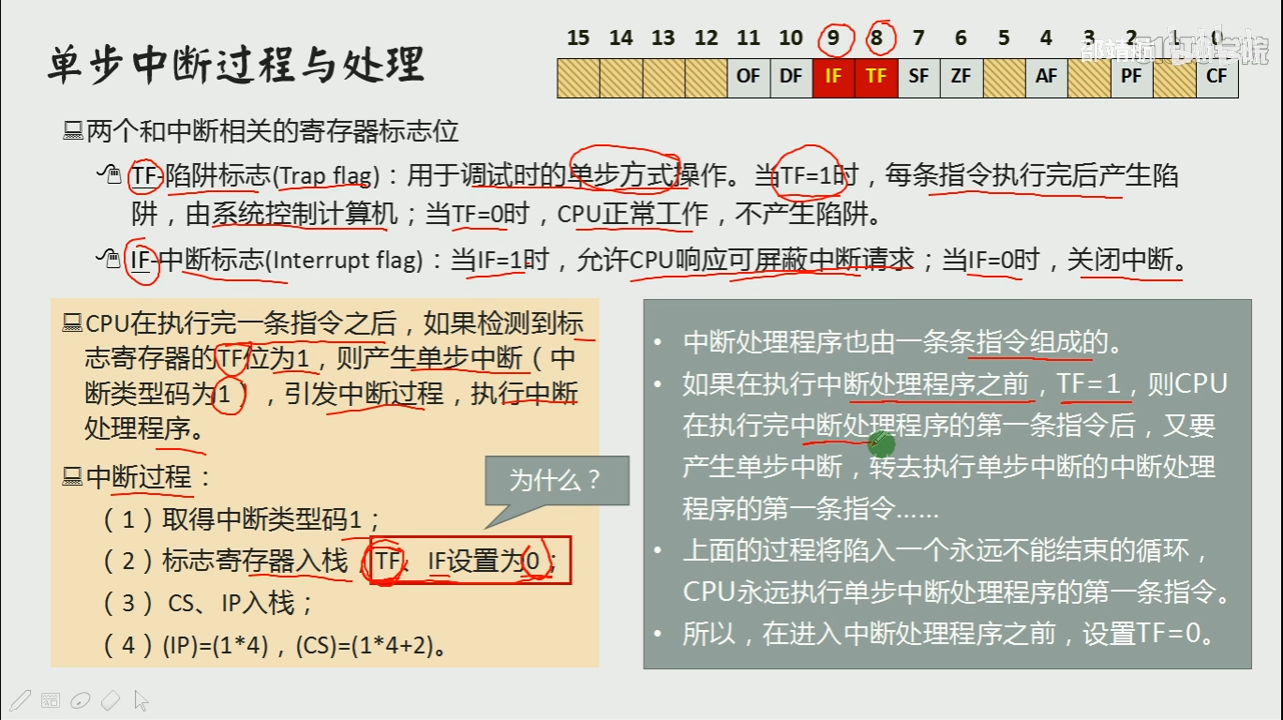 单步中断过程与处理
15 14 13 12 11 10 9 8 7 6 5 4 3 2 1 0
OF DF IF TF SF ZF AF PF CF
两个和中断相关的寄存器标志位
TF-陷阱标志(Trap flag)：用于调试时的单步方式操作。当TF=1时，每条指令执行完后产生陷
阱，由系统控制计算机；当TF=0时，CPU正常工作，不产生陷阱。
IF-中断标志(Interrupt flag)：当IF=1时，允许CPU响应可屏蔽中断请求；当IF=0时，关闭中断。
CPU在执行完一条指令之后，如果检测到标
志寄存器的TF位为1，则产生单步中断（中
断类型码为1），引发中断过程，执行中断
处理程序。
中断过程：
（1）取得中断类型码1；
（2）标志寄存器入栈，TF、IF设置为0；
（3） CS、IP入栈；
（4）(IP)=(1*4)，(CS)=(1*4+2)。
为什么？
• 中断处理程序也由一条条指令组成的。
• 如果在执行中断处理程序之前，TF=1，则CPU
在执行完中断处理程序的第一条指令后，又要
产生单步中断，转去执行单步中断的中断处理
程序的第一条指令……
• 上面的过程将陷入一个永远不能结束的循环，
CPU永远执行单步中断处理程序的第一条指令。
• 所以，在进入中断处理程序之前，设置TF=0。